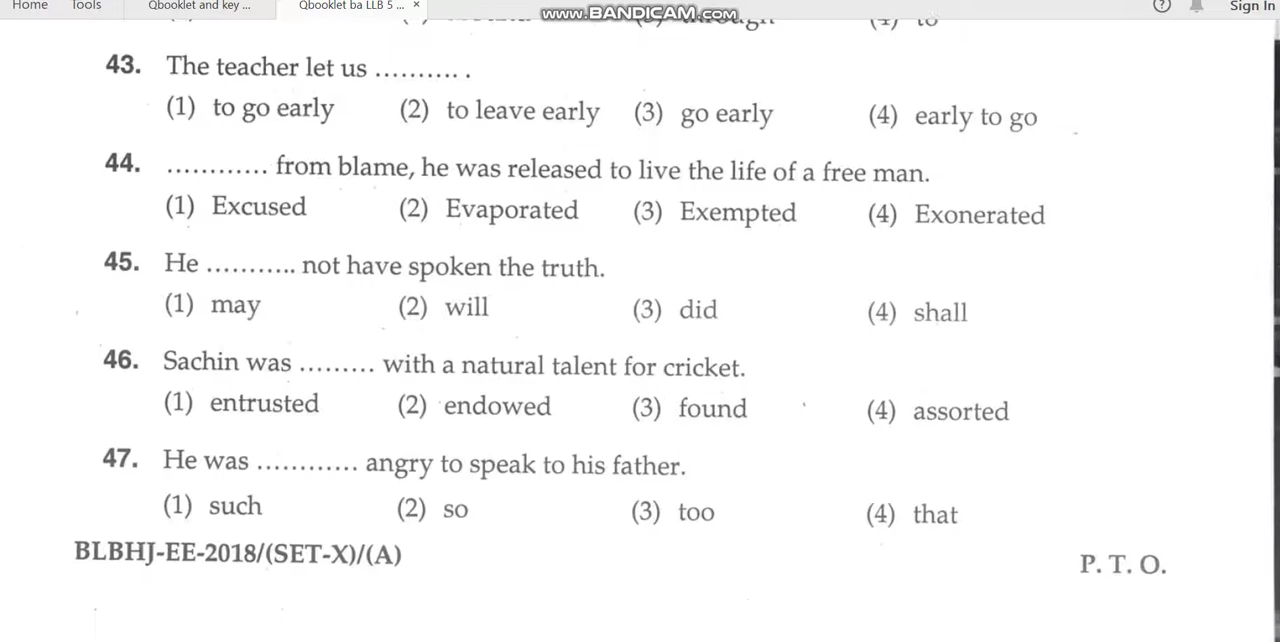 Home Tools Qbooklet and key ... Qbooklet ba LLB 5 ... × Sign In
www.BANDICAM.com
(4) to
43. The teacher let us ........... .
(1) to go early (2) to leave early (3) go early (4) early to go
44. ............ from blame, he was released to live the life of a free man.
(1) Excused (2) Evaporated (3) Exempted (4) Exonerated
45. He ........... not have spoken the truth.
(1) may (2) will (3) did (4) shall
46. Sachin was ......... with a natural talent for cricket.
(1) entrusted (2) endowed (3) found (4) assorted
47. He was ............ angry to speak to his father.
(1) such (2) so (3) too (4) that
BLBHJ-EE-2018/(SET-X)/(A) P. T. O.